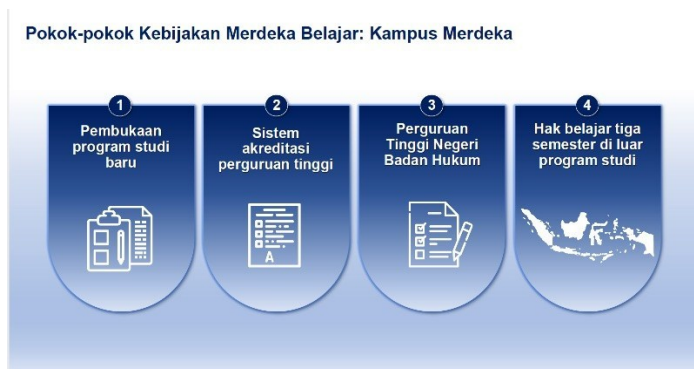 Pokok-pokok Kebijakan Merdeka Belajar: Kampus Merdeka
1
Pembukaan
program studi
baru
2
Sistem
akreditasi
perguruan tinggi
A
3
Perguruan
Tinggi Negeri
Badan Hukum
4
Hak belajar tiga
semester di luar
program studi